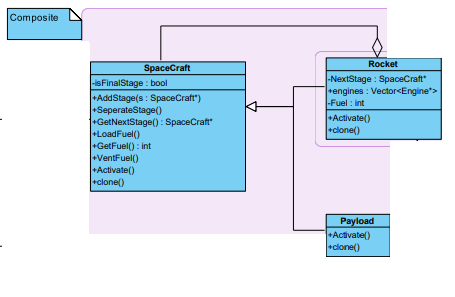 Composite
SpaceCraft
-isFinalStage : bool
+AddStage(s : SpaceCraft*)
+SeperateStage()
+GetNextStage() : SpaceCraft*
+LoadFuel()
+GetFuel() : int
+VentFuel()
+Activate()
+clone()
Rocket
-NextStage : SpaceCraft*
+engines : Vector<Engine*>
-Fuel : int
+Activate()
+clone()
Payload
+Activate()
+clone()